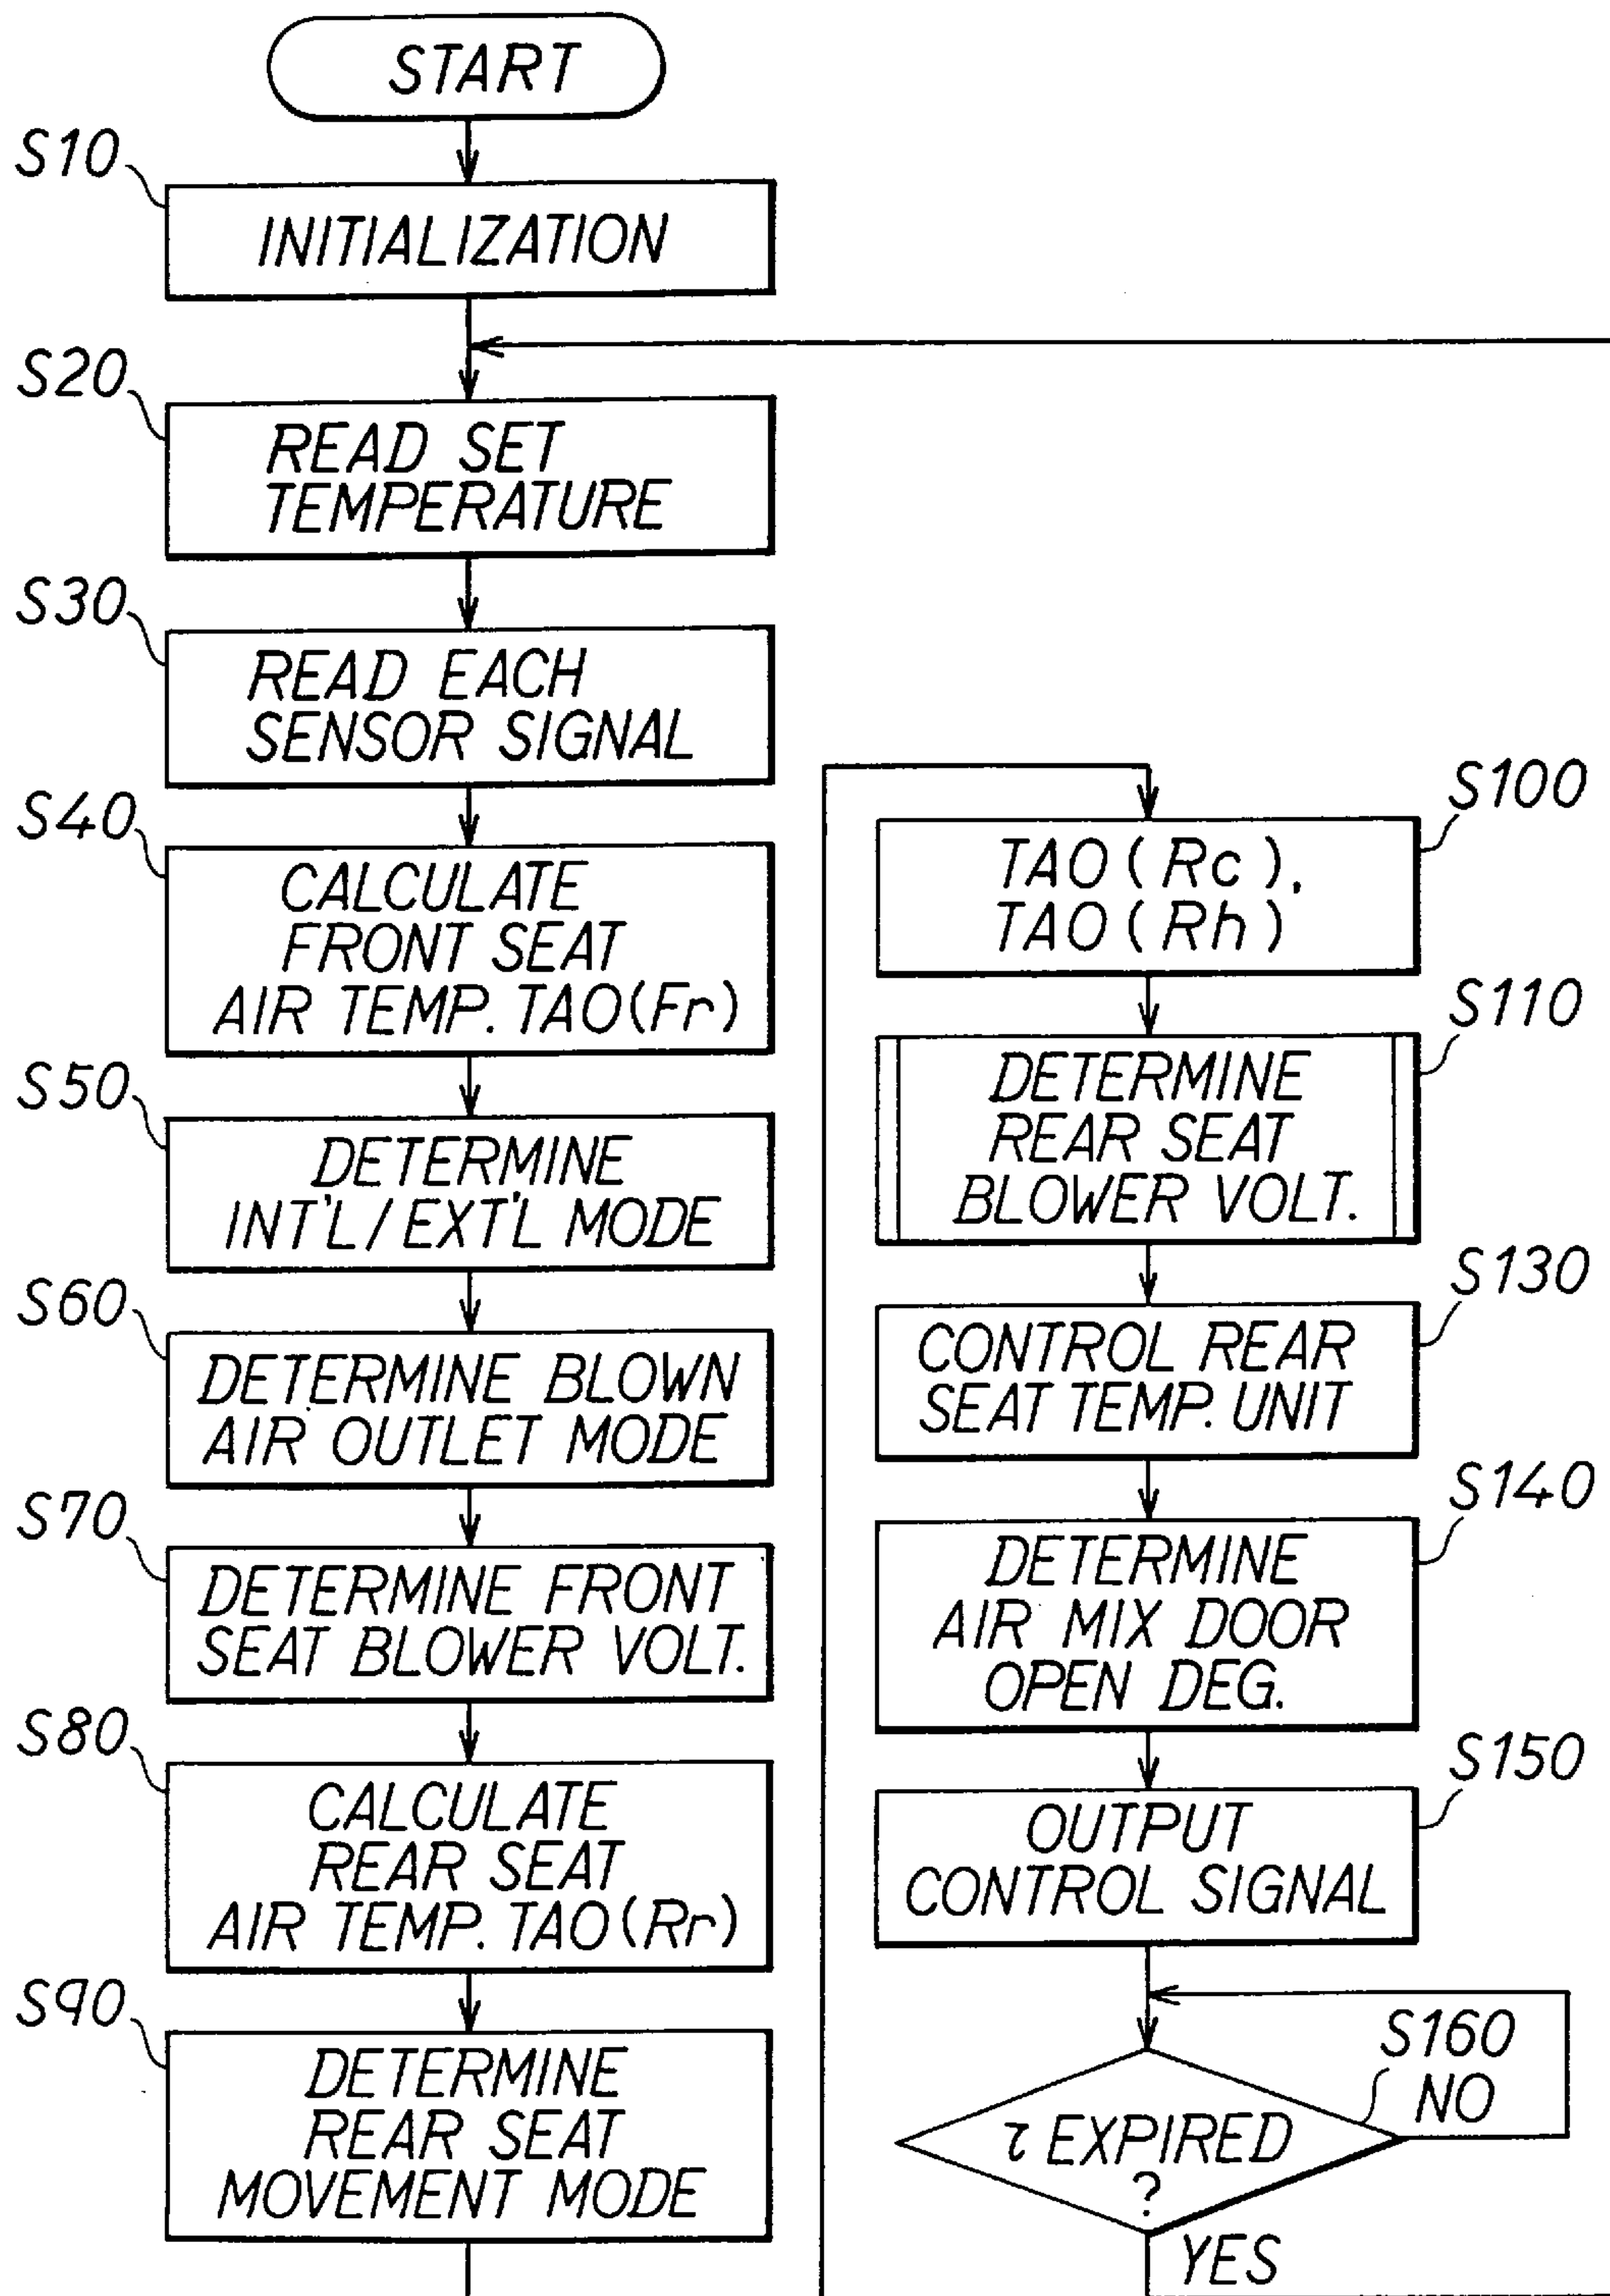 START
S10
INITIALIZATION
S20
READ SET
TEMPERATURE
S30
READ EACH
SENSOR SIGNAL
S40
CALCULATE
FRONT SEAT
AIR TEMP. TAO(Fr)
S50
DETERMINE
INT'L/EXT'L MODE
S60
DETERMINE BLOWN
AIR OUTLET MODE
S70
DETERMINE FRONT
SEAT BLOWER VOLT.
S80
CALCULATE
REAR SEAT
AIR TEMP. TAO(Rr)
S90
DETERMINE
REAR SEAT
MOVEMENT MODE
S100
TAO(Rc),
TAO(Rh)
S110
DETERMINE
REAR SEAT
BLOWER VOLT.
S130
CONTROL REAR
SEAT TEMP. UNIT
S140
DETERMINE
AIR MIX DOOR
OPEN DEG.
S150
OUTPUT
CONTROL SIGNAL
S160
NO
τ EXPIRED
?
YES